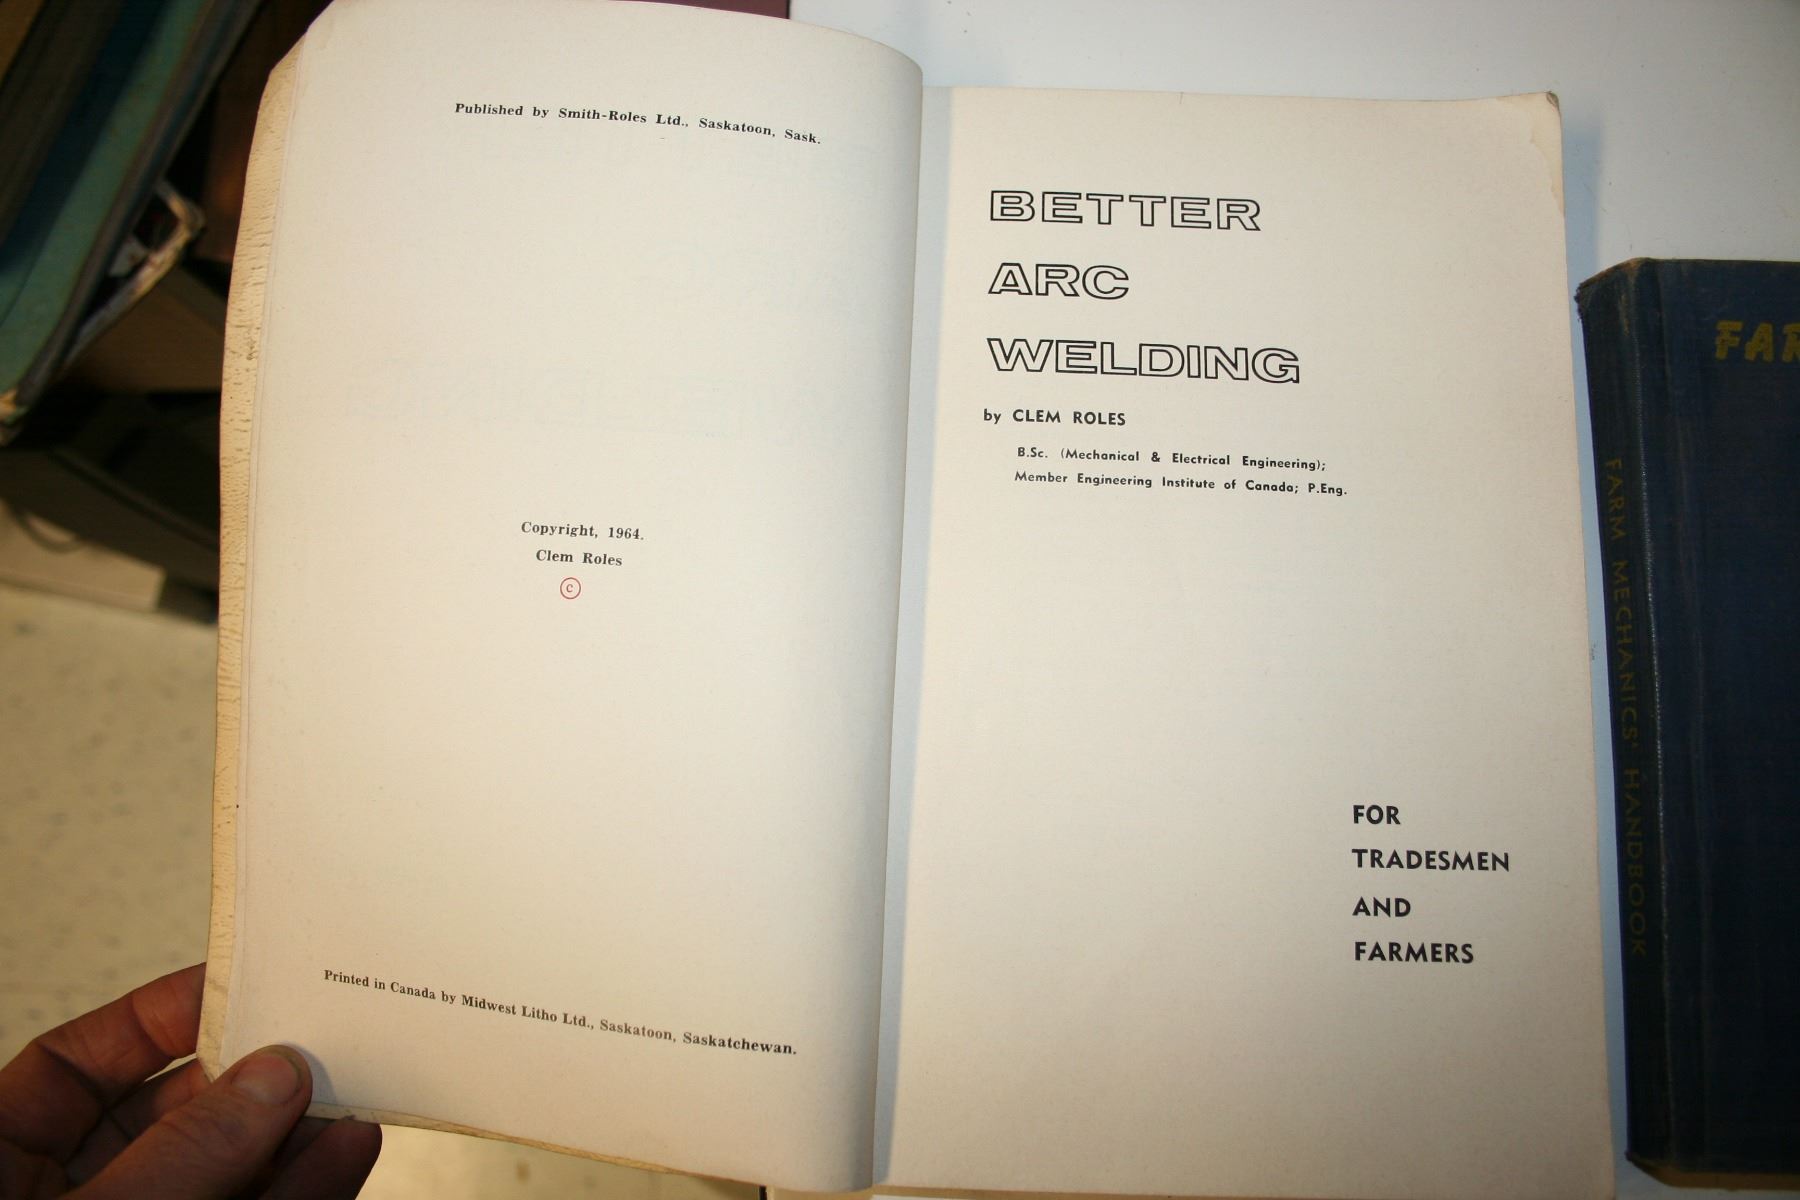 Published by Smith-Roles Ltd., Saskatoon, Sask.
Copyright, 1964.
Clem Roles
©
Printed in Canada by Midwest Litho Ltd., Saskatoon, Saskatchewan.
BETTER
ARC
WELDING
by CLEM ROLES
B.Sc. (Mechanical & Electrical Engineering);
Member Engineering Institute of Canada; P.Eng.
FOR
TRADESMEN
AND
FARMERS
FARM MECHANICS' HANDBOOK
FAR